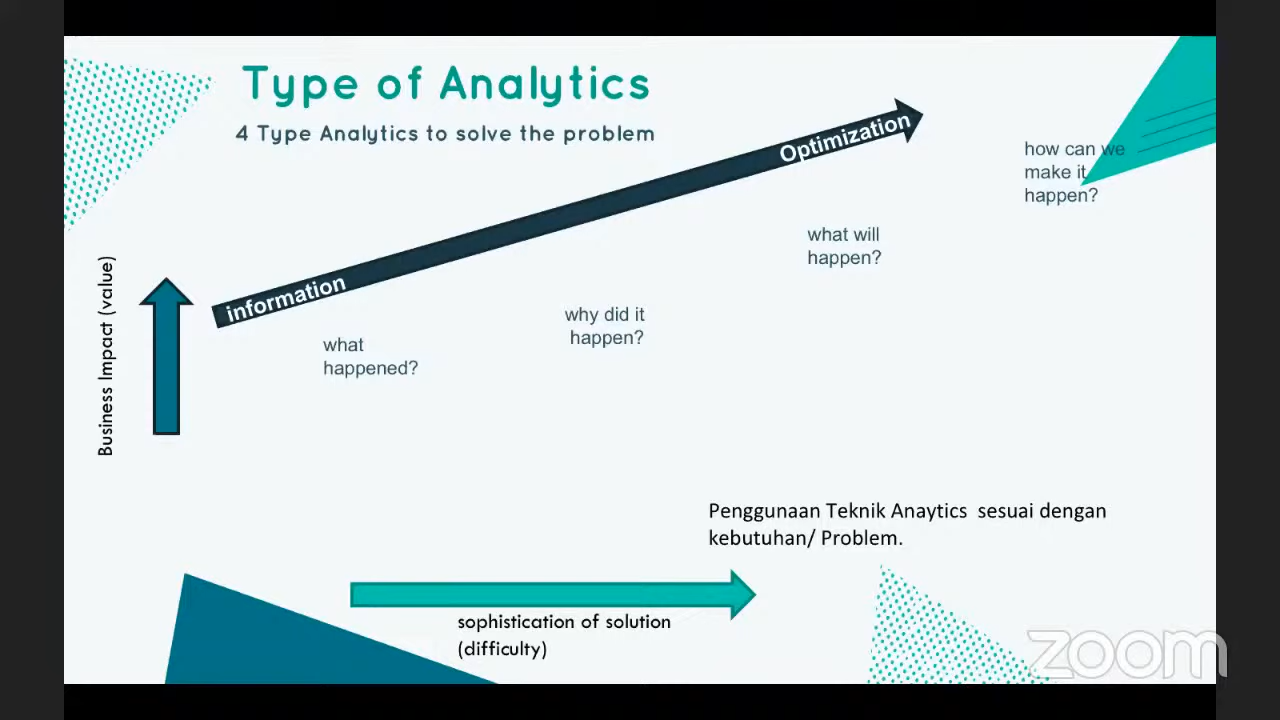 Type of Analytics
4 Type Analytics to solve the problem
Optimization
how can we
make it
happen?
what will
happen?
information
why did it
happen?
what
happened?
Business Impact (value)
Penggunaan Teknik Anaytics  sesuai dengan
kebutuhan/ Problem.
sophistication of solution
(difficulty)
zoom